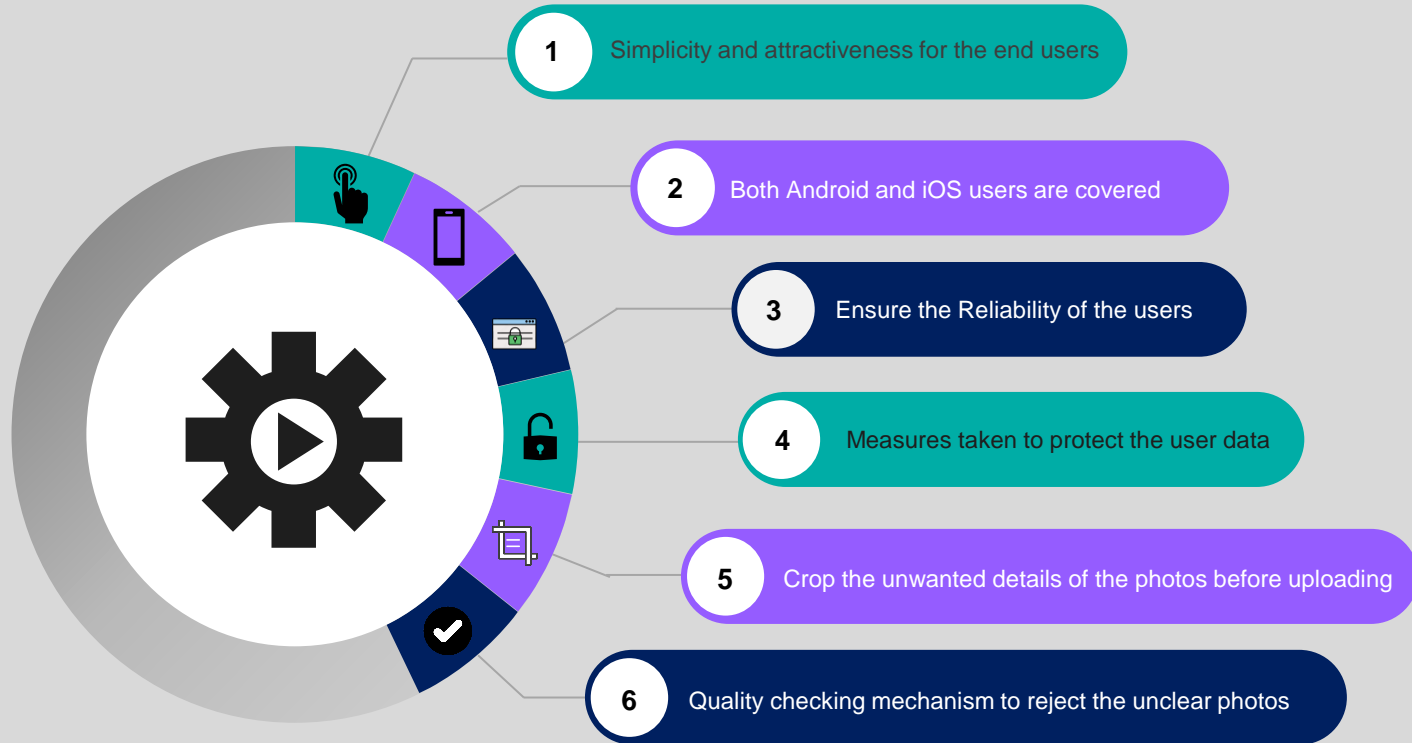 1
Simplicity and attractiveness for the end users
2
Both Android and iOS users are covered
3
Ensure the Reliability of the users
4
Measures taken to protect the user data
5
Crop the unwanted details of the photos before uploading
6
Quality checking mechanism to reject the unclear photos